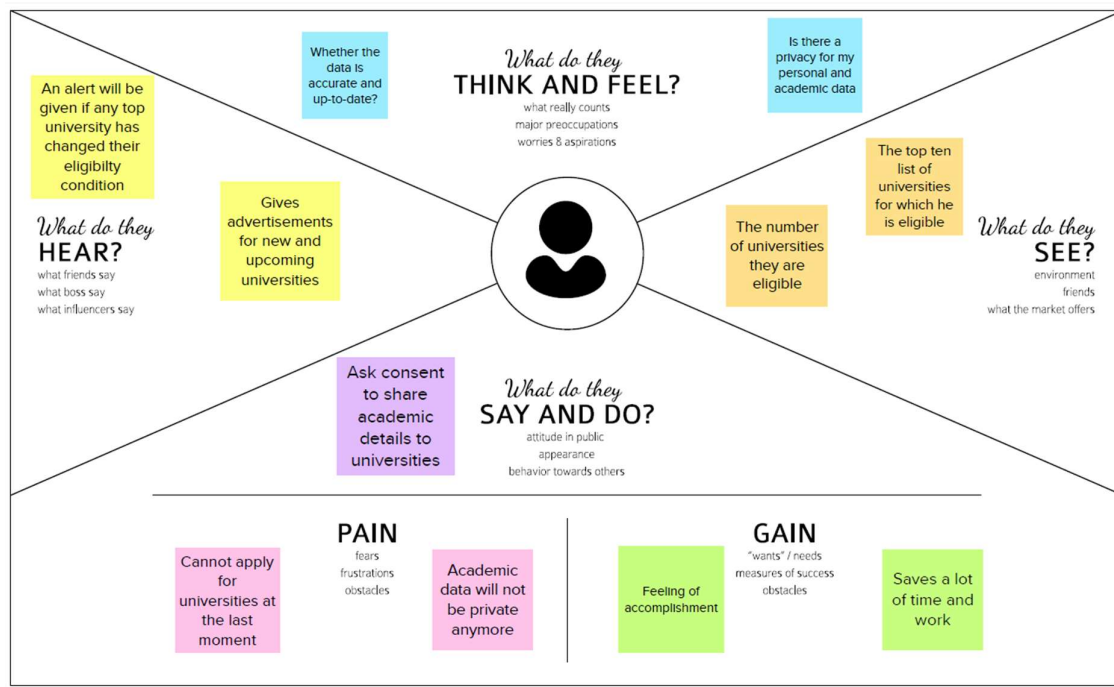 What do they
THINK AND FEEL?
what really counts
major preoccupations
worries & aspirations
Whether the
data is
accurate and
up-to-date?
Is there a
privacy for my
personal and
academic data
An alert will be
given if any top
university has
changed their
eligibilty
condition
Gives
advertisements
for new and
upcoming
universities
What do they
HEAR?
what friends say
what boss say
what influencers say
The top ten
list of
universities
for which he
is eligible
The number
of universities
they are
eligible
What do they
SEE?
environment
friends
what the market offers
Ask consent
to share
academic
details to
universities
What do they
SAY AND DO?
attitude in public
appearance
behavior towards others
PAIN
fears
frustrations
obstacles
Cannot apply
for
universities at
the last
moment
Academic
data will not
be private
anymore
GAIN
"wants" / needs
measures of success
obstacles
Feeling of
accomplishment
Saves a lot
of time and
work